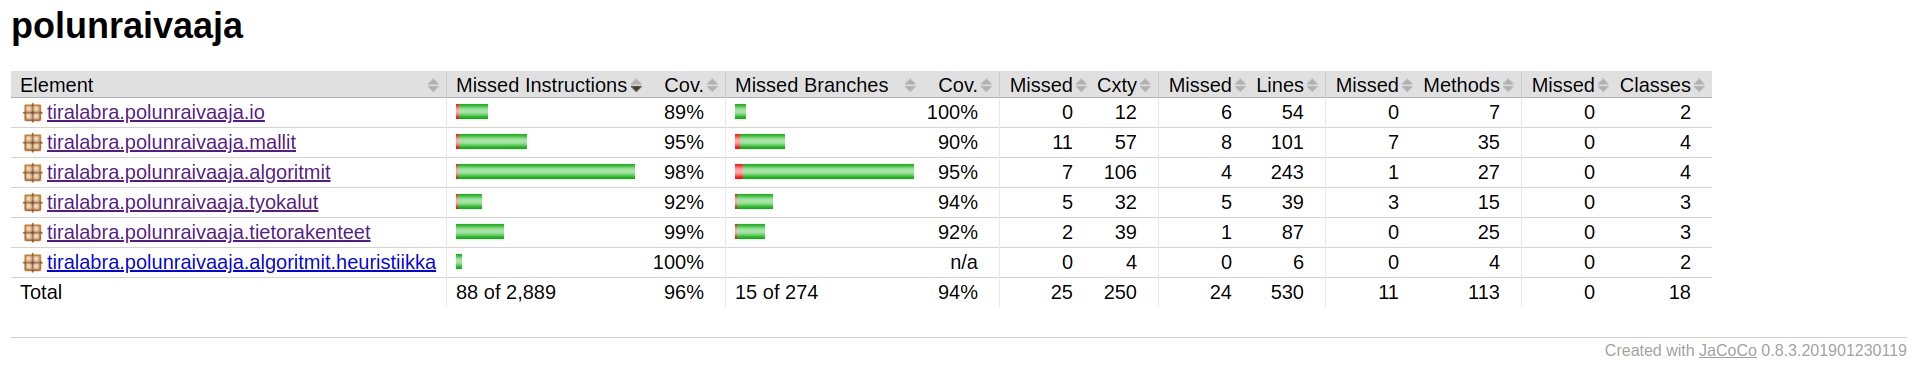 polunraivaaja
Element Missed Instructions Cov. Missed Branches Cov. Missed Cxty Missed Lines Missed Methods Missed Classes
tiralabra.polunraivaaja.io 89% 100% 0 12 6 54 0 7 0 2
tiralabra.polunraivaaja.mallit 95% 90% 11 57 8 101 7 35 0 4
tiralabra.polunraivaaja.algoritmit 98% 95% 7 106 4 243 1 27 0 4
tiralabra.polunraivaaja.tyokalut 92% 94% 5 32 5 39 3 15 0 3
tiralabra.polunraivaaja.tietorakenteet 99% 92% 2 39 1 87 0 25 0 3
tiralabra.polunraivaaja.algoritmit.heuristiikka 100% n/a 0 4 0 6 0 4 0 2
Total 88 of 2,889 96% 15 of 274 94% 25 250 24 530 11 113 0 18
Created with JaCoCo 0.8.3.201901230119